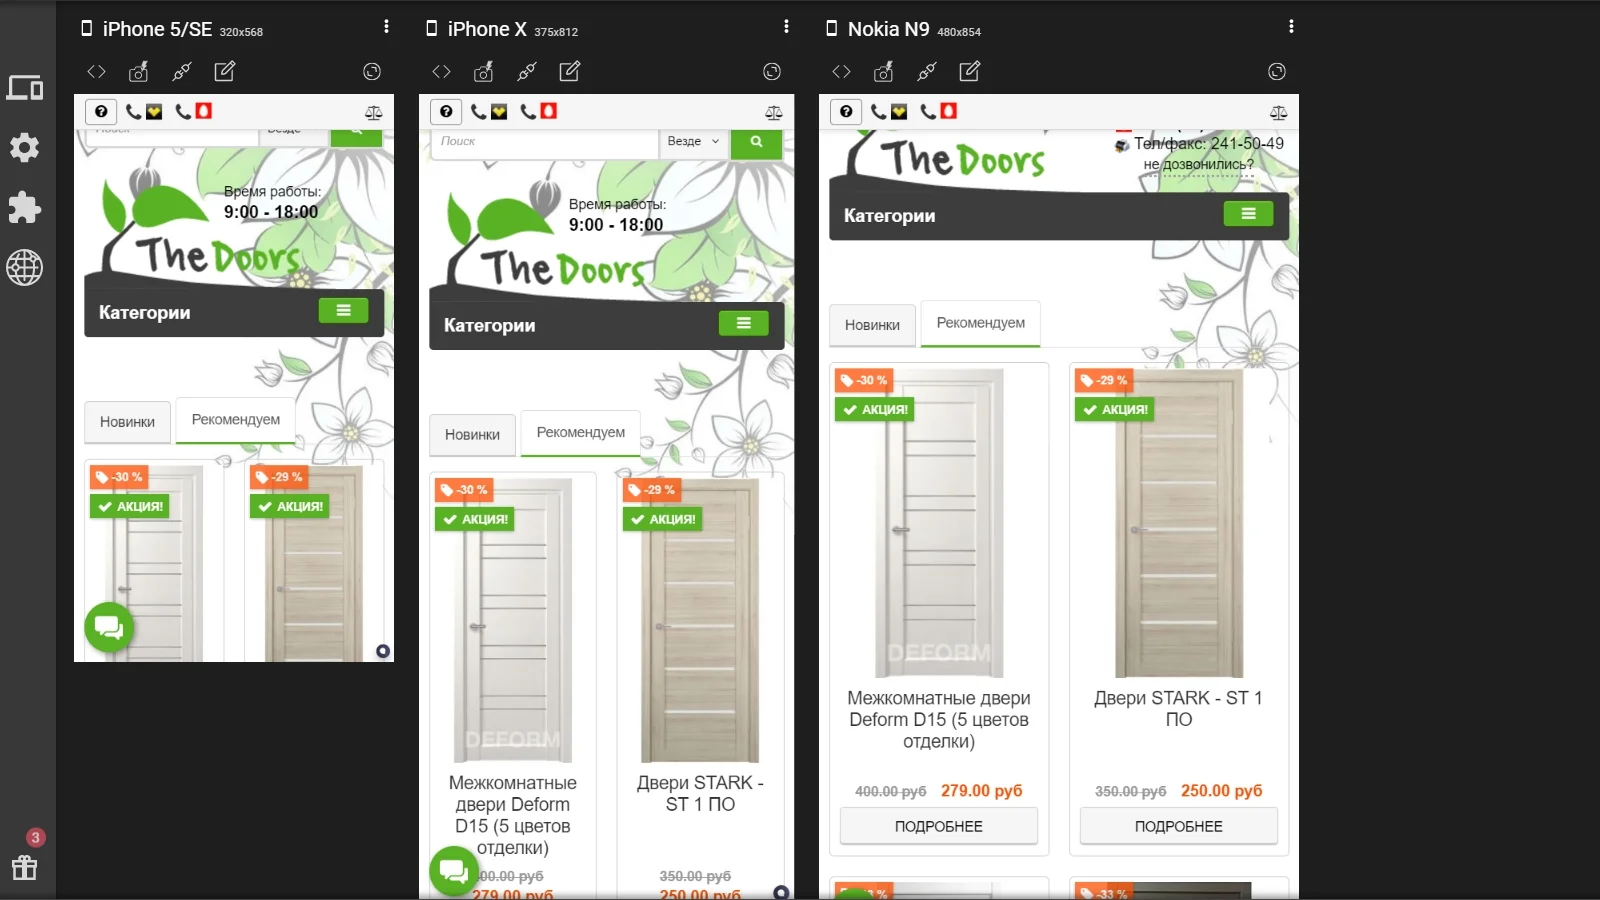 iPhone 5/SE 320x568
Поиск
Везде
Время работы:
9:00 - 18:00
The Doors
Категории
Новинки
Рекомендуем
-30 %
АКЦИЯ!
-29 %
АКЦИЯ!
iPhone X 375x812
Поиск
Везде
Время работы:
9:00 - 18:00
The Doors
Категории
Новинки
Рекомендуем
-30 %
АКЦИЯ!
DEFORM
Межкомнатные
двери Deform
D15 (5 цветов
отделки)
00.00 руб
279.00 руб
-29 %
АКЦИЯ!
Двери STARK -
ST 1 ПО
350.00 руб
250.00 руб
Nokia N9 480x854
The Doors
Тел/факс: 241-50-49
не дозвонились?
Категории
Новинки
Рекомендуем
-30 %
АКЦИЯ!
DEFORM
Межкомнатные двери
Deform D15 (5 цветов
отделки)
400.00 руб 279.00 руб
ПОДРОБНЕЕ
-29 %
АКЦИЯ!
Двери STARK - ST 1
ПО
350.00 руб 250.00 руб
ПОДРОБНЕЕ
-33 %
3